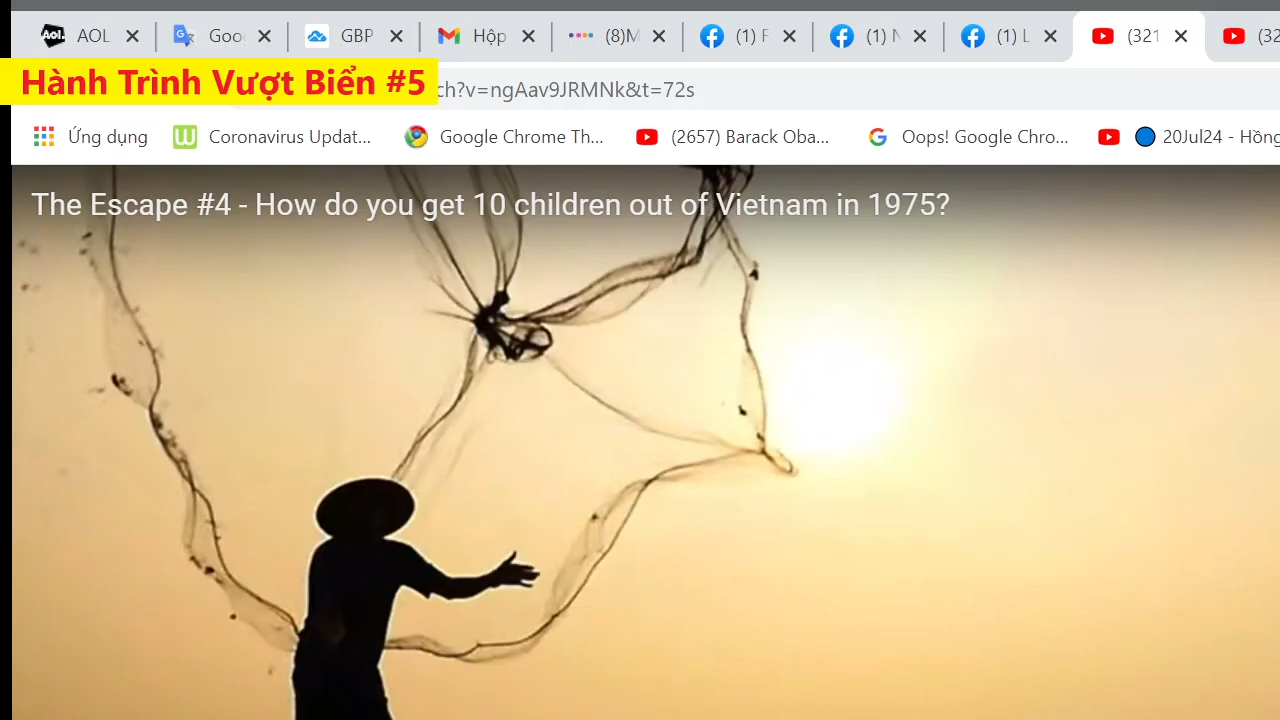 AOL
Goo
GBP
Hộp
(8)M
(1) F
(1) N
(1) L
(321
(32
Hành Trình Vượt Biển #5
ch?v=ngAav9JRMNk&t=72s
Ứng dụng
Coronavirus Updat...
Google Chrome Th...
(2657) Barack Oba...
Oops! Google Chro...
20Jul24 - Hồng
The Escape #4 - How do you get 10 children out of Vietnam in 1975?